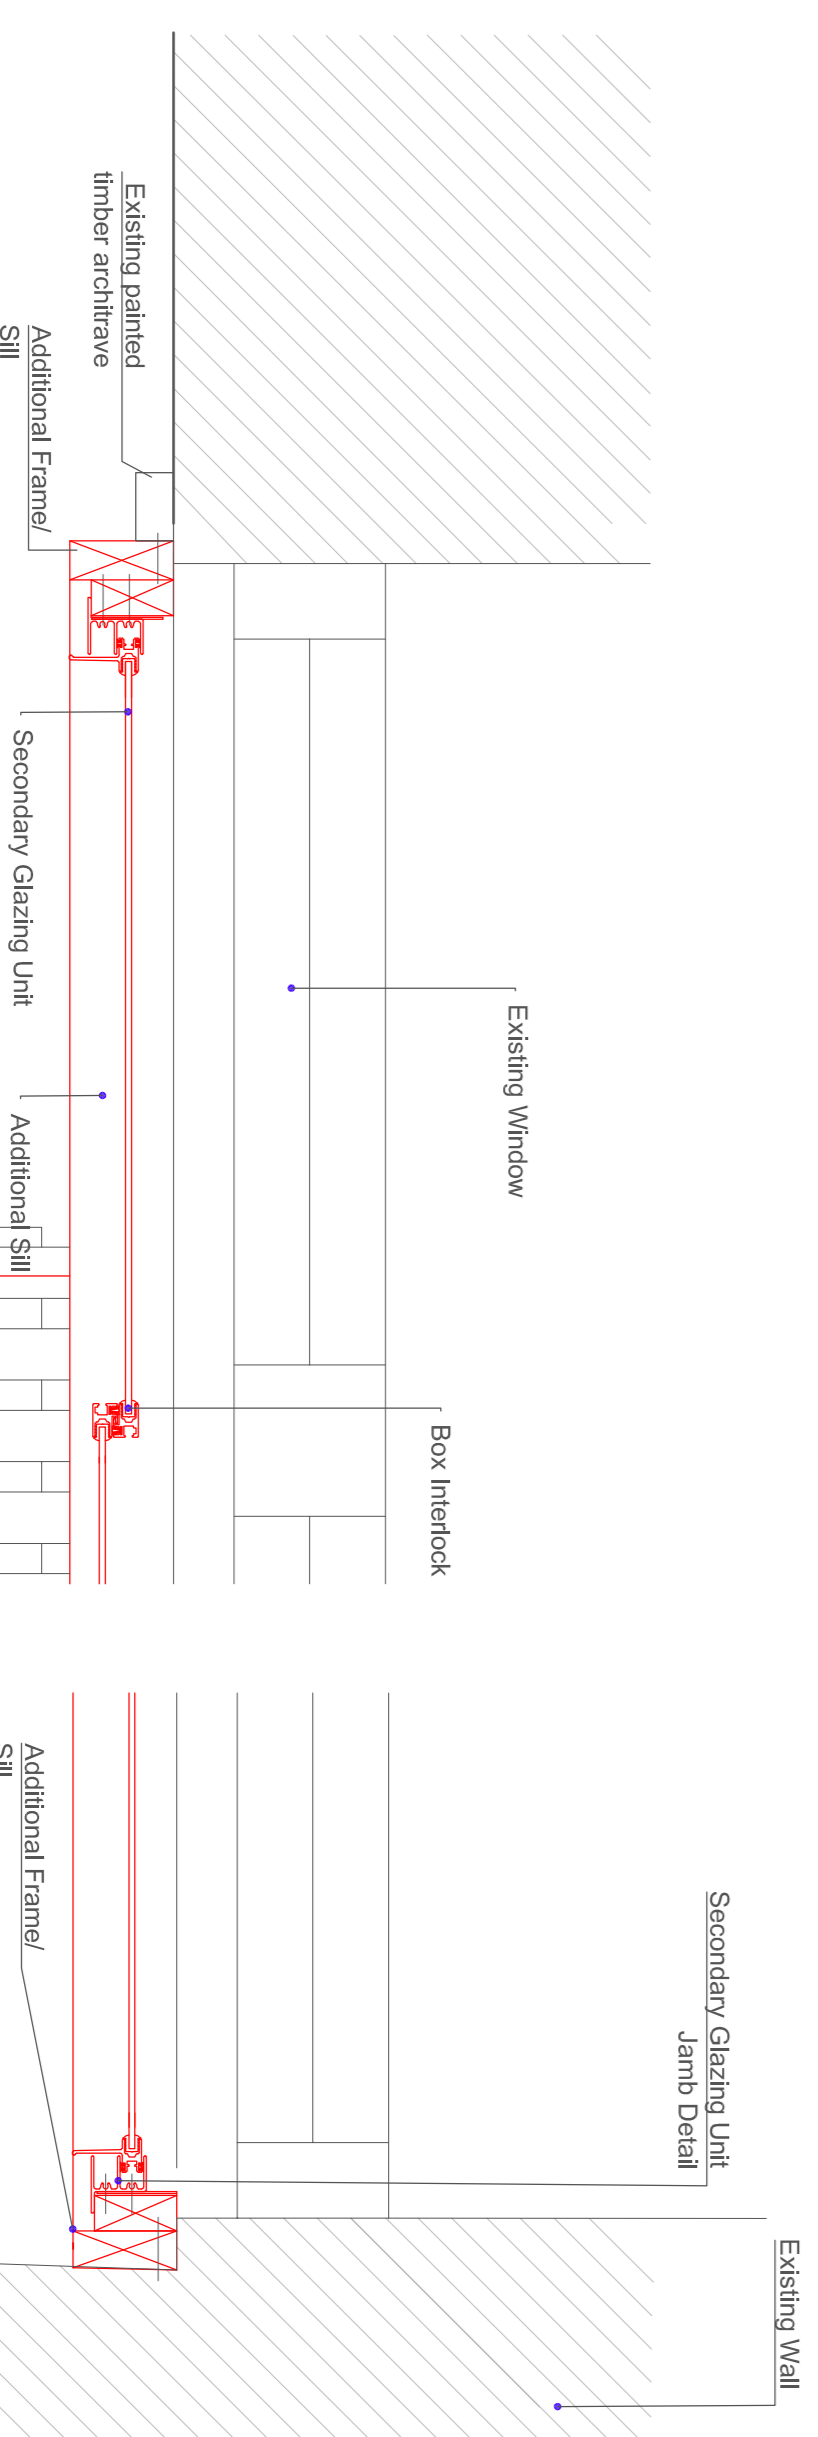 Existing painted
timber architrave
Additional Frame/
Sill
Secondary Glazing Unit
Additional Sill
Existing Window
Box Interlock
Additional Frame/
Sill
Secondary Glazing Unit
Jamb Detail
Existing Wall